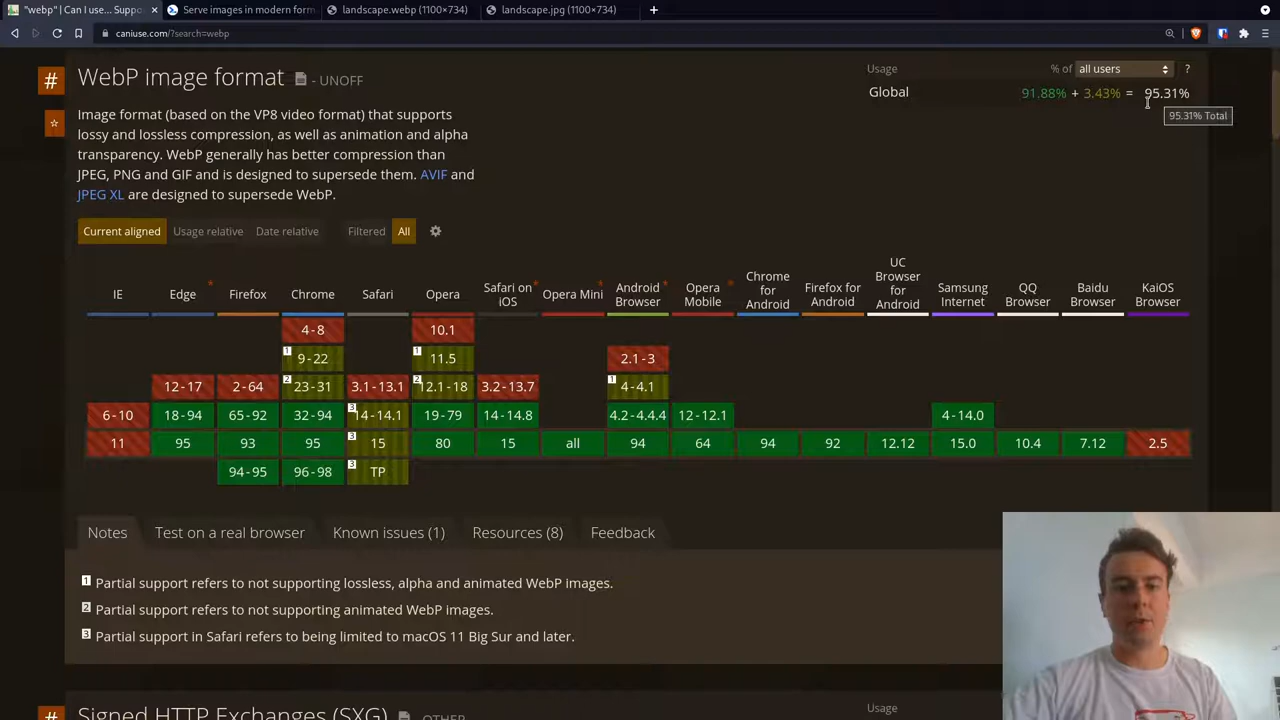 "webp" | Can I use... Suppo
Serve images in modern form
landscape.webp (1100×734)
landscape.jpg (1100×734)
caniuse.com/?search=webp
# WebP image format - UNOFF
Usage % of all users ?
Global 91.88% + 3.43% = 95.31%
95.31% Total
Image format (based on the VP8 video format) that supports
lossy and lossless compression, as well as animation and alpha
transparency. WebP generally has better compression than
JPEG, PNG and GIF and is designed to supersede them. AVIF and
JPEG XL are designed to supersede WebP.
Current aligned Usage relative Date relative Filtered All
IE
Edge *
Firefox
Chrome
Safari
Opera
Safari on
iOS *
Opera Mini *
Android
Browser *
Opera
Mobile *
Chrome
for
Android
Firefox for
Android
UC
Browser
for
Android
Samsung
Internet
QQ
Browser
Baidu
Browser
KaiOS
Browser
4-8 10.1
1 9-22 1 11.5 2.1-3
12-17 2-64 2 23-31 3.1-13.1 2 12.1-18 3.2-13.7 1 4-4.1
6-10 18-94 65-92 32-94 3 14-14.1 19-79 14-14.8 4.2-4.4.4 12-12.1 4-14.0
11 95 93 95 3 15 80 15 all 94 64 94 92 12.12 15.0 10.4 7.12 2.5
94-95 96-98 3 TP
Notes Test on a real browser Known issues (1) Resources (8) Feedback
1 Partial support refers to not supporting lossless, alpha and animated WebP images.
2 Partial support refers to not supporting animated WebP images.
3 Partial support in Safari refers to being limited to macOS 11 Big Sur and later.
# Signed HTTP Exchanges (SXG) - OTHER
Usage